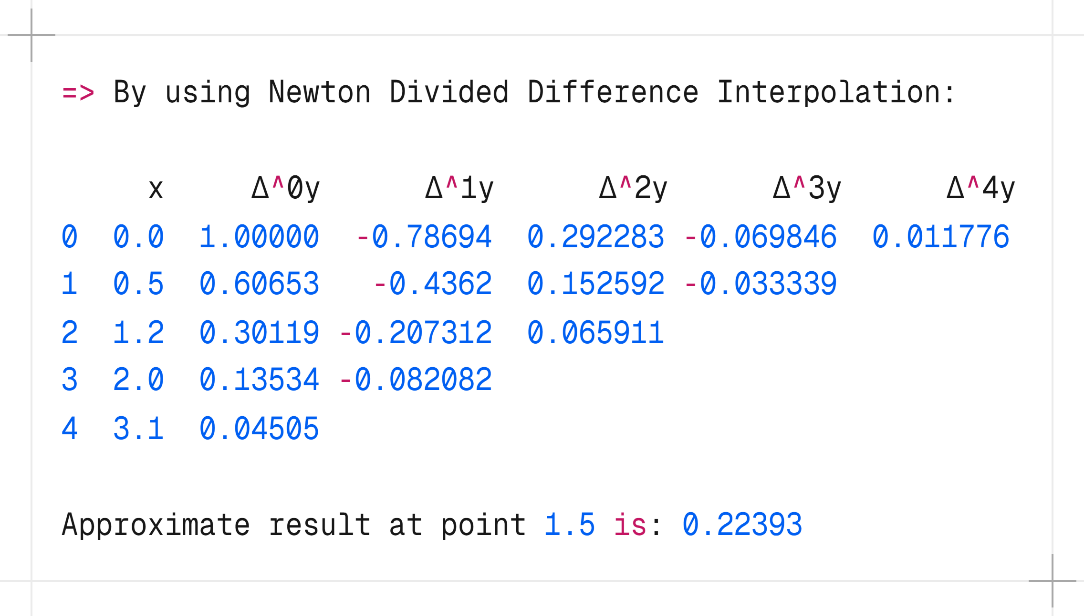 => By using Newton Divided Difference Interpolation:
x Δ^0y Δ^1y Δ^2y Δ^3y Δ^4y
0 0.0 1.00000 -0.78694 0.292283 -0.069846 0.011776
1 0.5 0.60653 -0.4362 0.152592 -0.033339
2 1.2 0.30119 -0.207312 0.065911
3 2.0 0.13534 -0.082082
4 3.1 0.04505
Approximate result at point 1.5 is: 0.22393